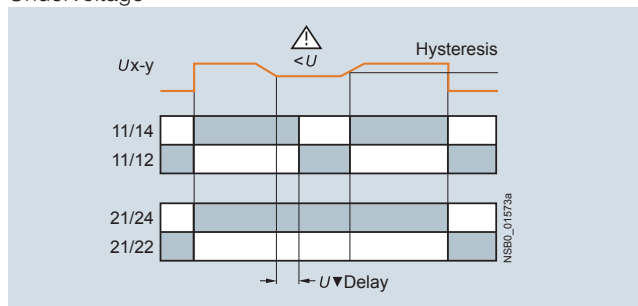 Undervoltage
Ux-y
<U
Hysteresis
11/14
11/12
21/24
21/22
NSB0_01573a
U▼Delay